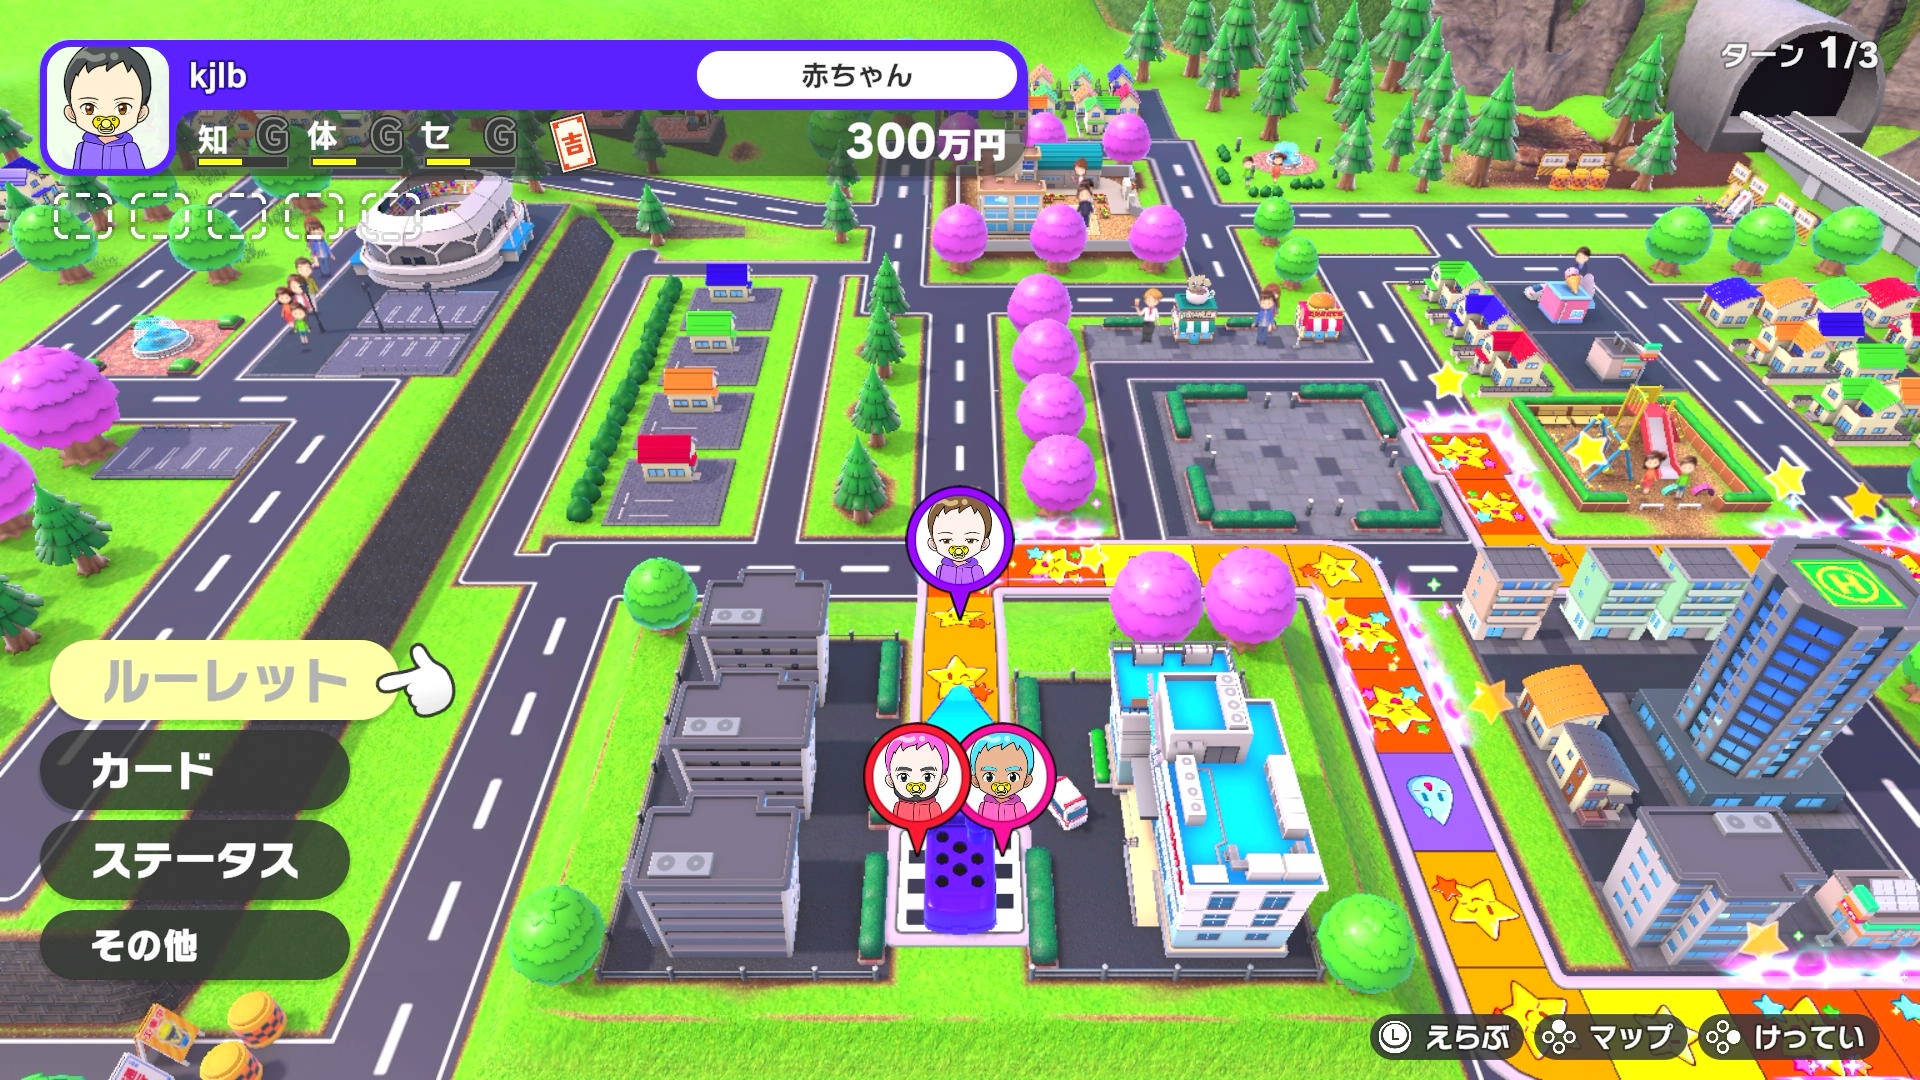 kjlb
赤ちゃん
ターン 1/3
知 G 体 G セ G 吉 300万円
ルーレット
カード
ステータス
その他
L えらぶ マップ けってい
H